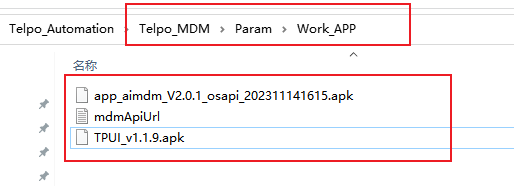 Telpo_Automation > Telpo_MDM > Param > Work_APP
名称
app_aimdm_V2.0.1_osapi_202311141615.apk
mdmApiUrl
TPUI_v1.1.9.apk